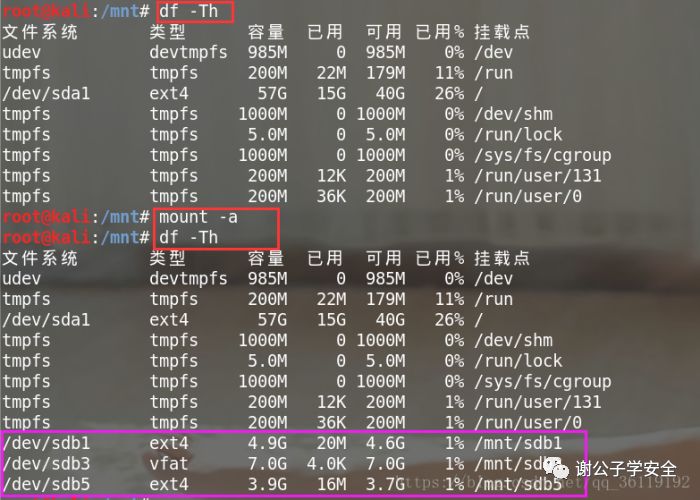 root@kali:/mnt# df -Th
文件系统 类型 容量 已用 可用 已用% 挂载点
udev devtmpfs 985M 0 985M 0% /dev
tmpfs tmpfs 200M 22M 179M 11% /run
/dev/sda1 ext4 57G 15G 40G 26% /
tmpfs tmpfs 1000M 0 1000M 0% /dev/shm
tmpfs tmpfs 5.0M 0 5.0M 0% /run/lock
tmpfs tmpfs 1000M 0 1000M 0% /sys/fs/cgroup
tmpfs tmpfs 200M 12K 200M 1% /run/user/131
tmpfs tmpfs 200M 36K 200M 1% /run/user/0
root@kali:/mnt# mount -a
root@kali:/mnt# df -Th
文件系统 类型 容量 已用 可用 已用% 挂载点
udev devtmpfs 985M 0 985M 0% /dev
tmpfs tmpfs 200M 22M 179M 11% /run
/dev/sda1 ext4 57G 15G 40G 26% /
tmpfs tmpfs 1000M 0 1000M 0% /dev/shm
tmpfs tmpfs 5.0M 0 5.0M 0% /run/lock
tmpfs tmpfs 1000M 0 1000M 0% /sys/fs/cgroup
tmpfs tmpfs 200M 12K 200M 1% /run/user/131
tmpfs tmpfs 200M 36K 200M 1% /run/user/0
/dev/sdb1 ext4 4.9G 20M 4.6G 1% /mnt/sdb1
/dev/sdb3 vfat 7.0G 4.0K 7.0G 1%
谢公子学安全
/dev/sdb5 ext4 3.9G 16M 3.7G 1% /mnt/sdb5